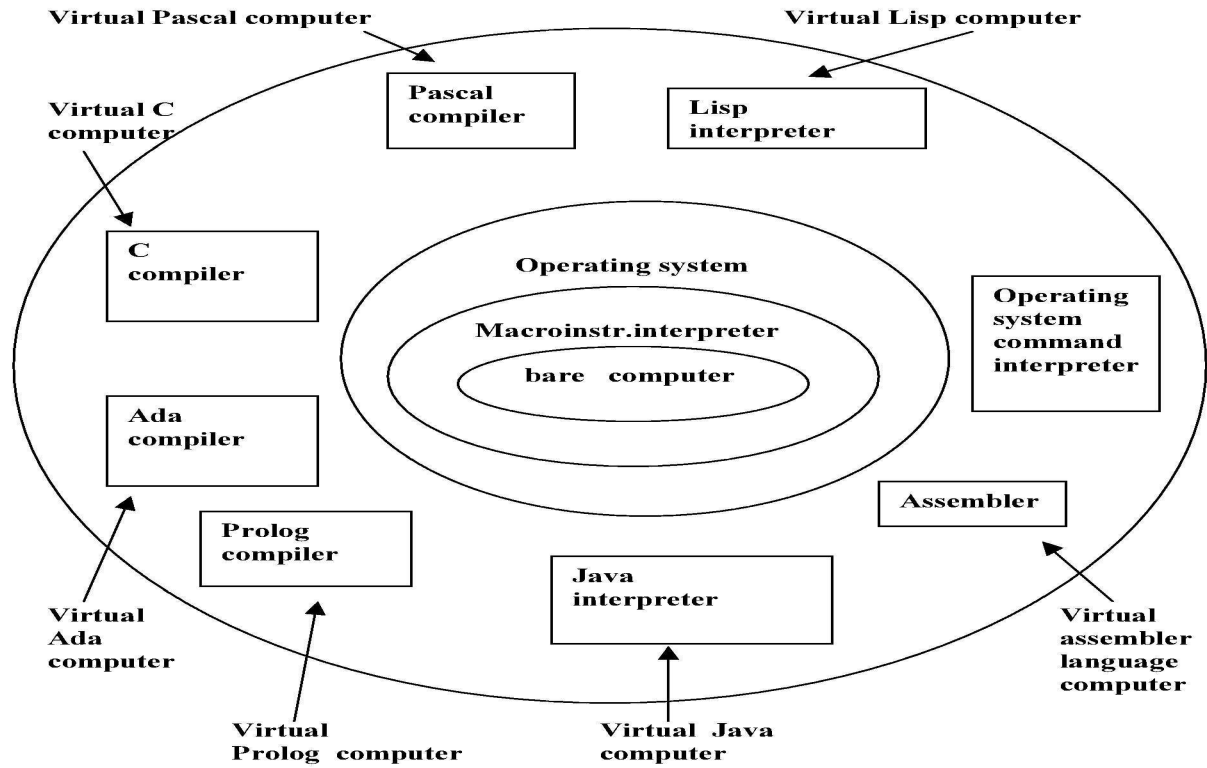 Virtual Pascal computer
Virtual Lisp computer
Pascal
compiler
Lisp
interpreter
Virtual C
computer
C
compiler
Operating system
Macroinstr.interpreter
bare computer
Operating
system
command
interpreter
Ada
compiler
Assembler
Prolog
compiler
Java
interpreter
Virtual
Ada
computer
Virtual
assembler
language
computer
Virtual
Prolog computer
Virtual Java
computer